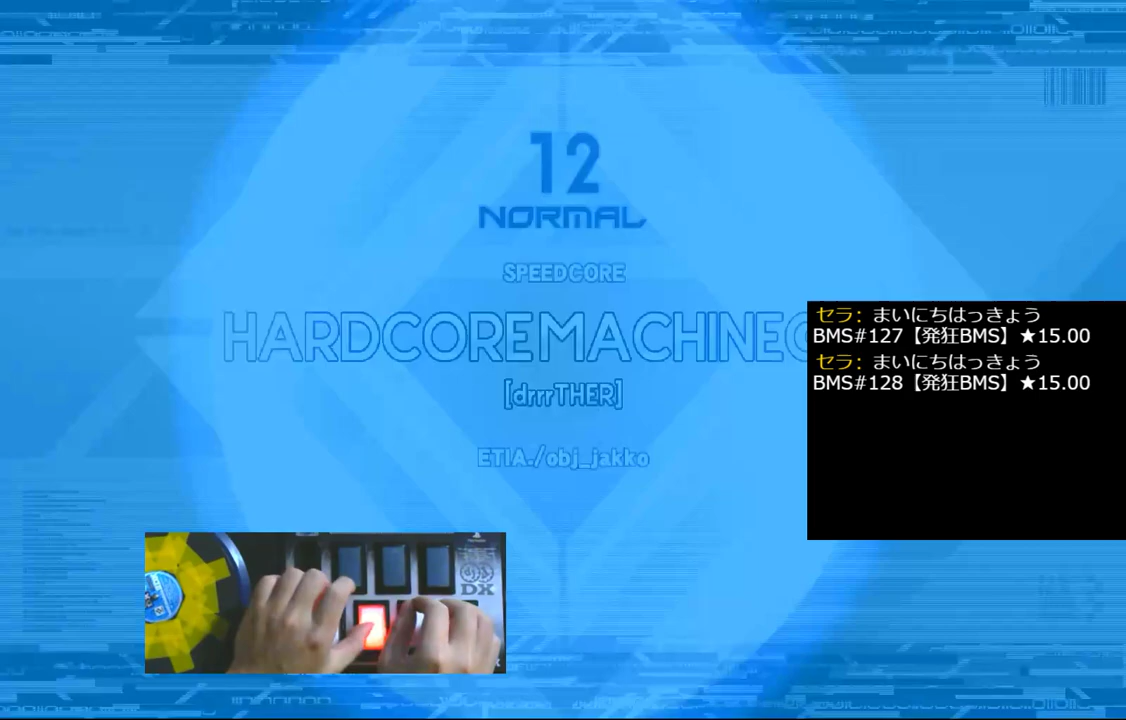 12
NORMAL
SPEEDCORE
HARDCOREMACHINE
[drrrTHER]
ETIA./obj_jakko
セラ: まいにちはっきょう
BMS#127【発狂BMS】★15.00
セラ: まいにちはっきょう
BMS#128【発狂BMS】★15.00
DX